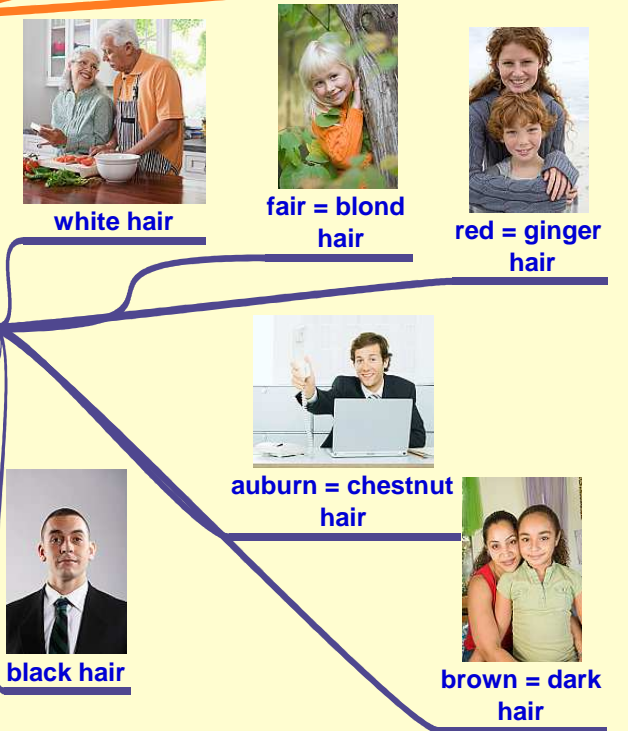 white hair
fair = blond
hair
red = ginger
hair
auburn = chestnut
hair
black hair
brown = dark
hair